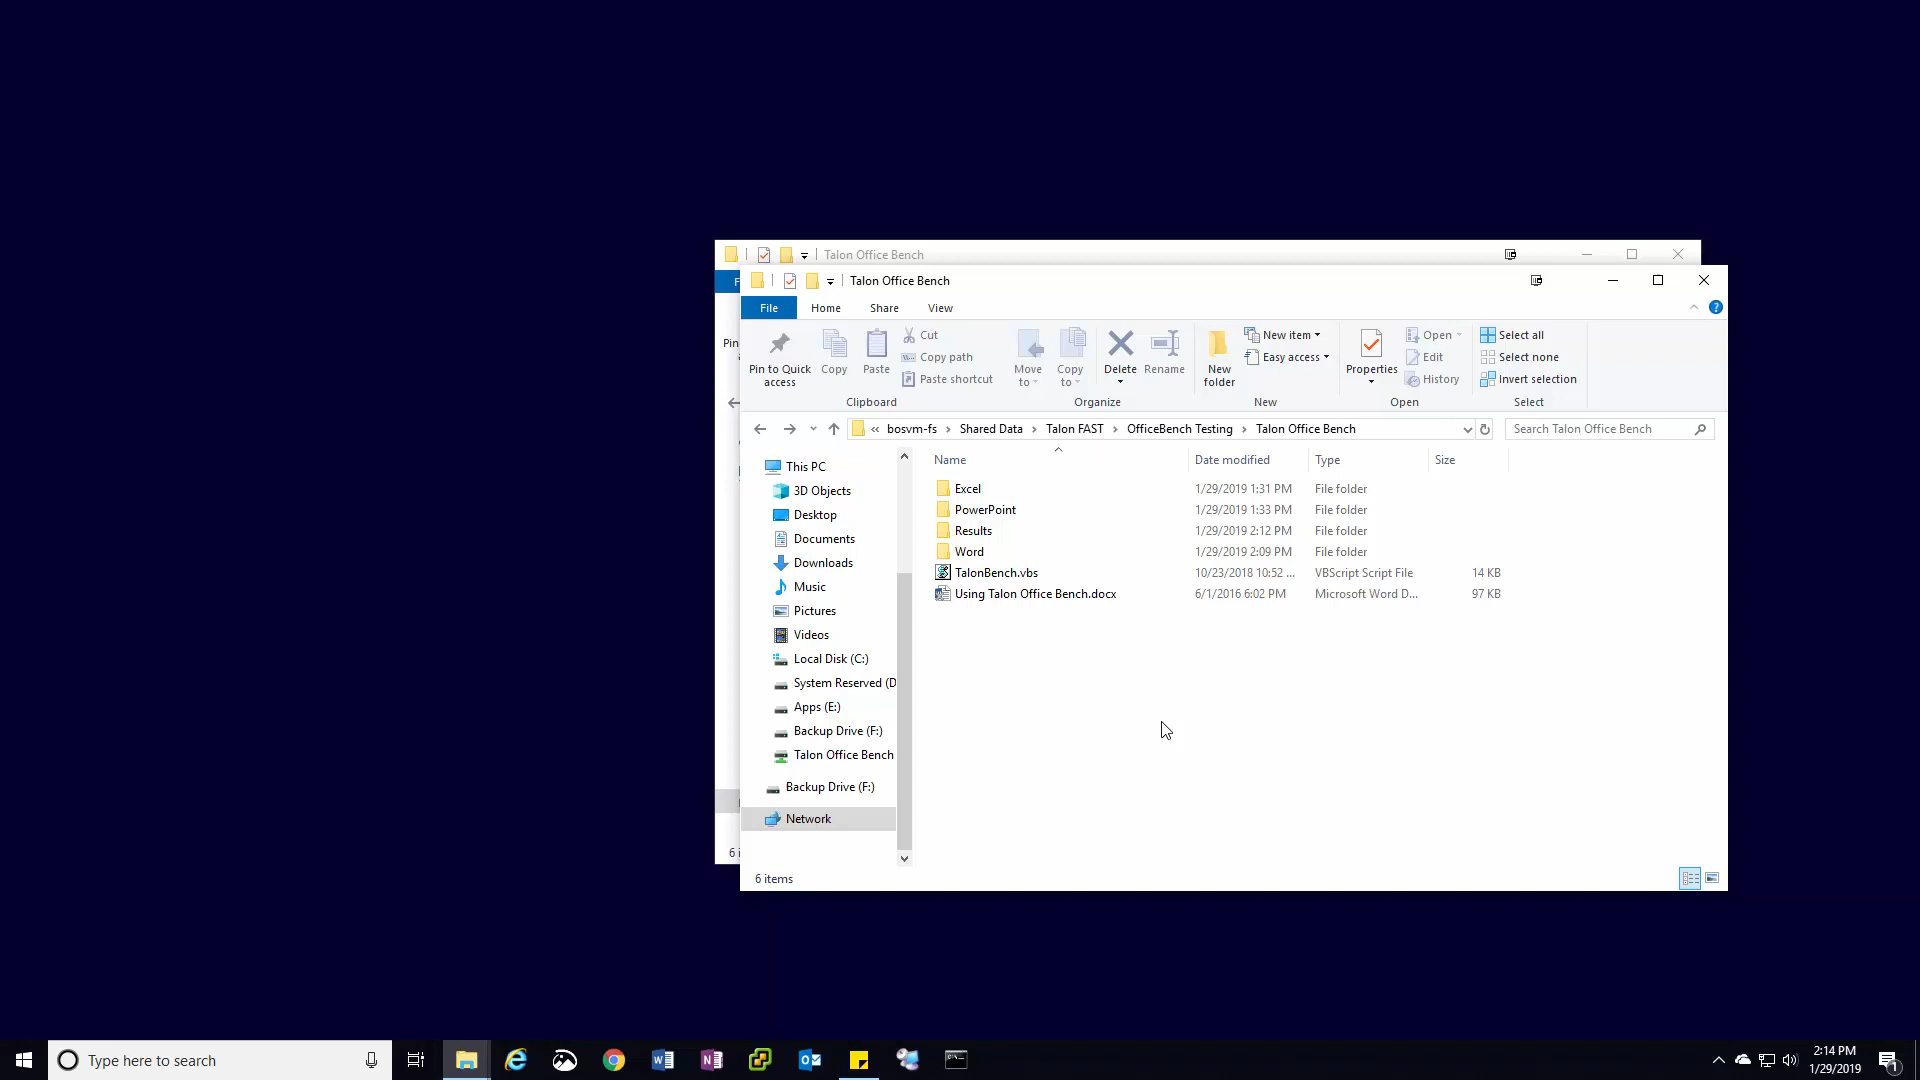 Talon Office Bench
Talon Office Bench
File Home Share View
Pin to Quick access
Copy
Paste
Cut
Copy path
Paste shortcut
Clipboard
Move to
Copy to
Delete
Rename
Organize
New folder
New item
Easy access
New
Properties
Open
Edit
History
Open
Select all
Select none
Invert selection
Select
Pin
« bosvm-fs › Shared Data › Talon FAST › OfficeBench Testing › Talon Office Bench
Search Talon Office Bench
This PC
3D Objects
Desktop
Documents
Downloads
Music
Pictures
Videos
Local Disk (C:)
System Reserved (D
Apps (E:)
Backup Drive (F:)
Talon Office Bench
Backup Drive (F:)
Network
Name Date modified Type Size
Excel 1/29/2019 1:31 PM File folder
PowerPoint 1/29/2019 1:33 PM File folder
Results 1/29/2019 2:12 PM File folder
Word 1/29/2019 2:09 PM File folder
TalonBench.vbs 10/23/2018 10:52 ... VBScript Script File 14 KB
Using Talon Office Bench.docx 6/1/2016 6:02 PM Microsoft Word D... 97 KB
6 i
6 items
Type here to search
2:14 PM
1/29/2019
1